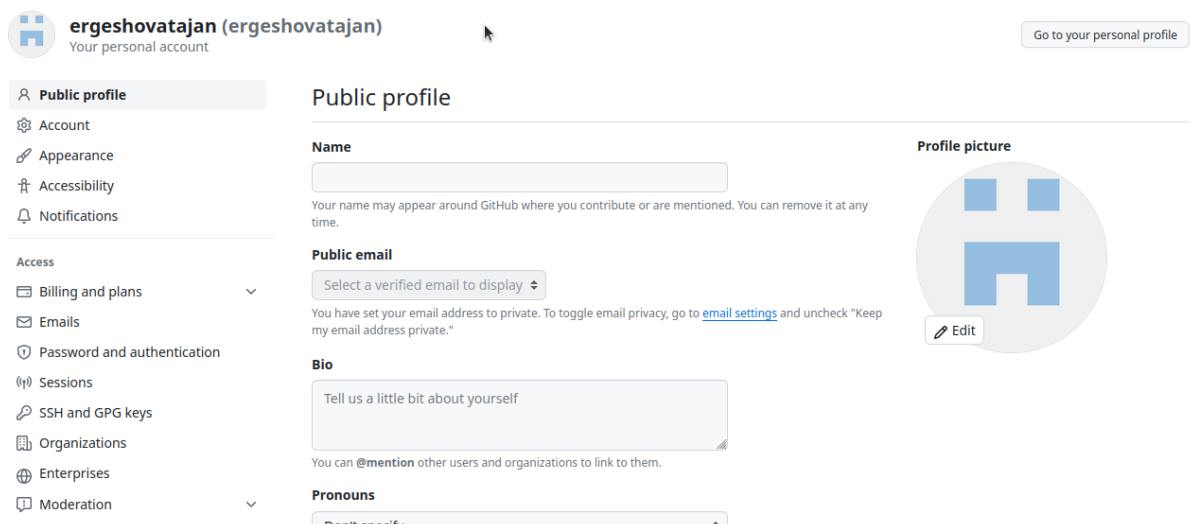 ergeshovatajan (ergeshovatajan)
Your personal account
Go to your personal profile
Public profile
Account
Appearance
Accessibility
Notifications
Access
Billing and plans
Emails
Password and authentication
Sessions
SSH and GPG keys
Organizations
Enterprises
Moderation
Public profile
Name
Your name may appear around GitHub where you contribute or are mentioned. You can remove it at any
time.
Public email
Select a verified email to display
You have set your email address to private. To toggle email privacy, go to email settings and uncheck "Keep
my email address private."
Bio
Tell us a little bit about yourself
You can @mention other users and organizations to link to them.
Pronouns
Don't specify
Profile picture
Edit